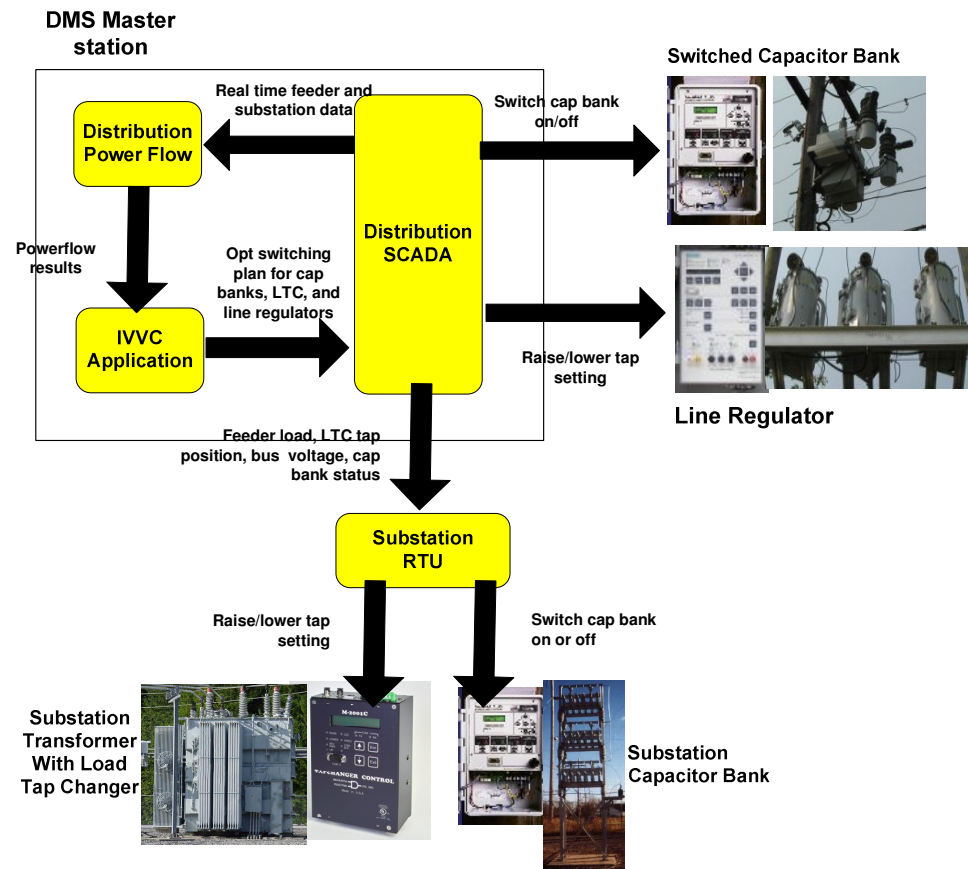 DMS Master
station
Real time feeder and
substation data
Distribution
Power Flow
Switch cap bank
on/off
Switched Capacitor Bank
Distribution
SCADA
Powerflow
results
Opt switching
plan for cap
banks, LTC, and
line regulators
IVVC
Application
Raise/lower tap
setting
Line Regulator
Feeder load, LTC tap
position, bus voltage, cap
bank status
Substation
RTU
Raise/lower tap
setting
Switch cap bank
on or off
Substation
Transformer
With Load
Tap Changer
M-2001C
TAPCHANGER CONTROL
Substation
Capacitor Bank